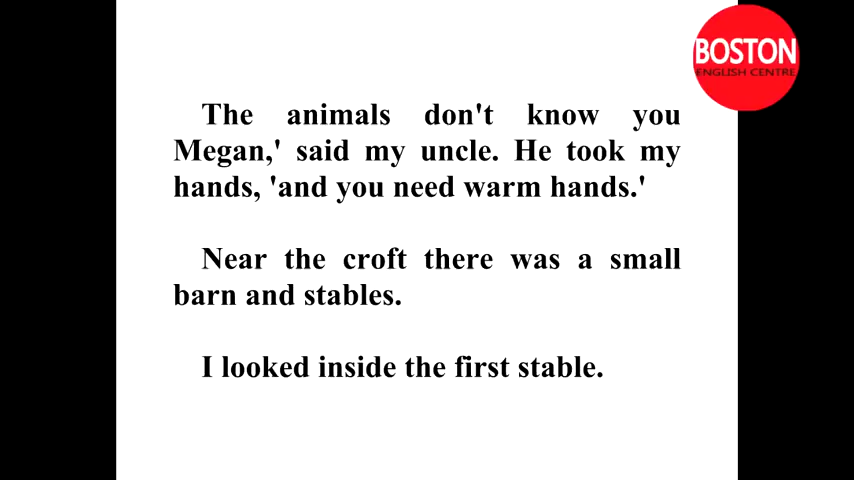 BOSTON
ENGLISH CENTRE
The animals don't know you
Megan,' said my uncle. He took my
hands, 'and you need warm hands.'
Near the croft there was a small
barn and stables.
I looked inside the first stable.